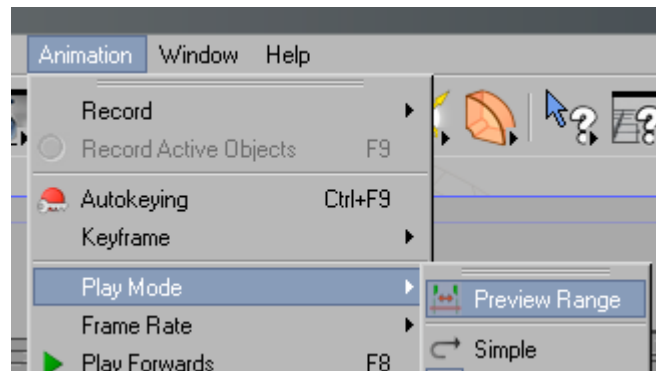 Animation Window Help
Record
Record Active Objects F9
Autokeying Ctrl+F9
Keyframe
Play Mode
Preview Range
Frame Rate
Simple
Play Forwards F8